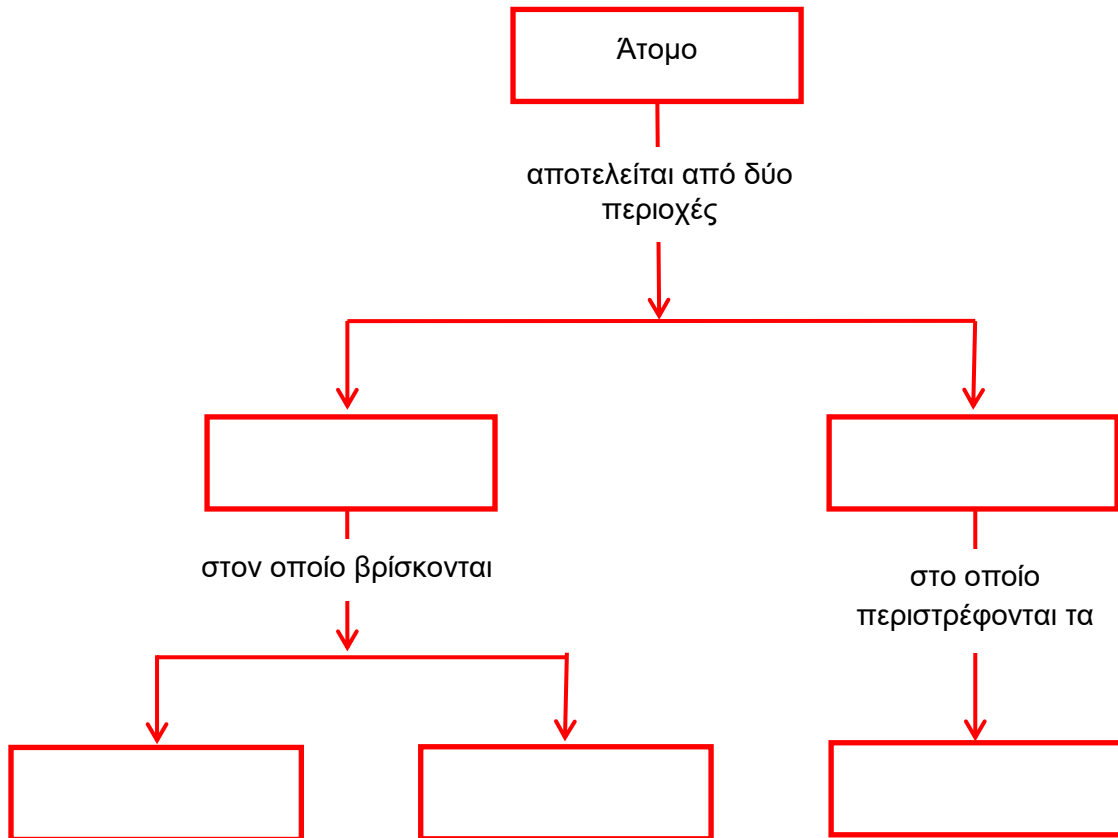 Άτομο
αποτελείται από δύο
περιοχές
στον οποίο βρίσκονται
στο οποίο
περιστρέφονται τα